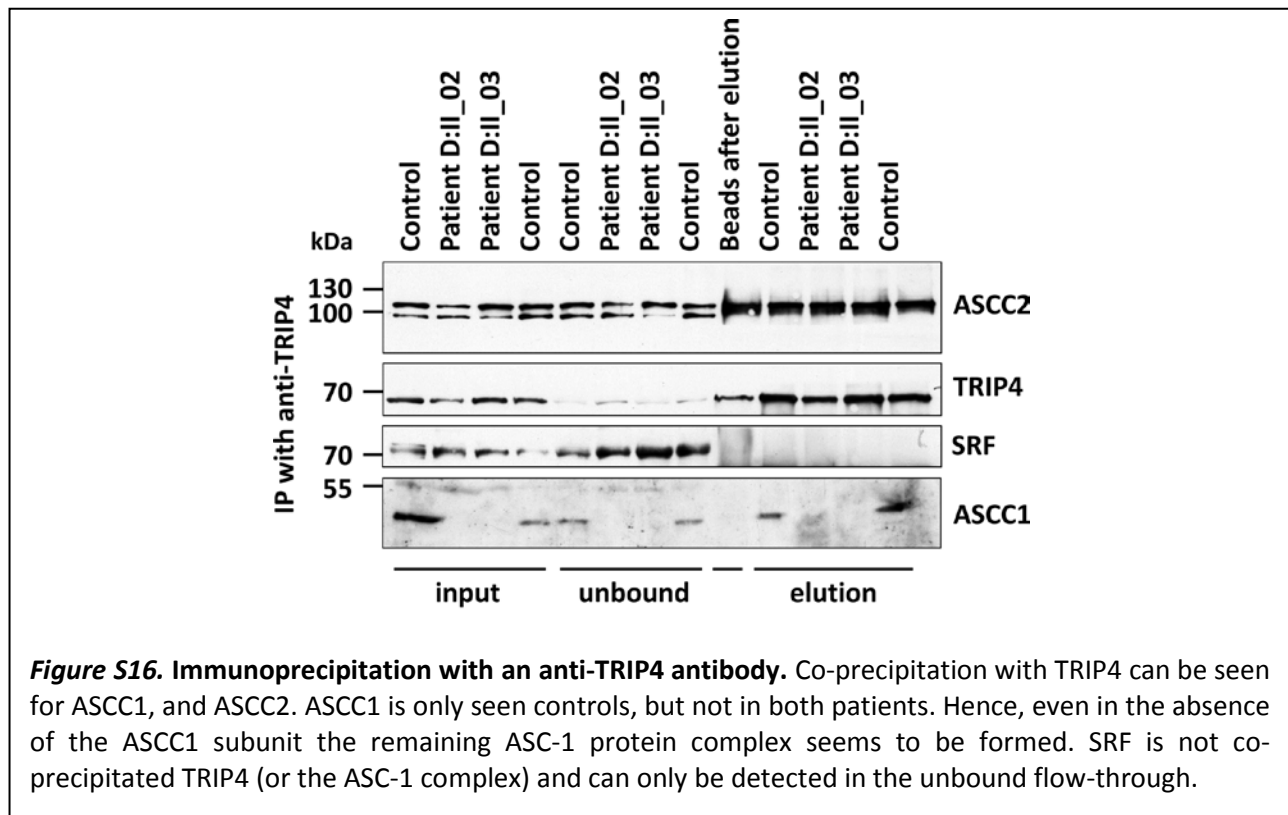 Control
Patient D:II_02
Patient D:II_03
Control
Control
Patient D:II_02
Patient D:II_03
Control
Beads after elution
Control
Patient D:II_02
Patient D:II_03
Control
kDa
IP with anti-TRIP4
130
100
ASCC2
70
TRIP4
70
SRF
55
ASCC1
input unbound elution
Figure S16. Immunoprecipitation with an anti-TRIP4 antibody. Co-precipitation with TRIP4 can be seen
for ASCC1, and ASCC2. ASCC1 is only seen controls, but not in both patients. Hence, even in the absence
of the ASCC1 subunit the remaining ASC-1 protein complex seems to be formed. SRF is not co-
precipitated TRIP4 (or the ASC-1 complex) and can only be detected in the unbound flow-through.